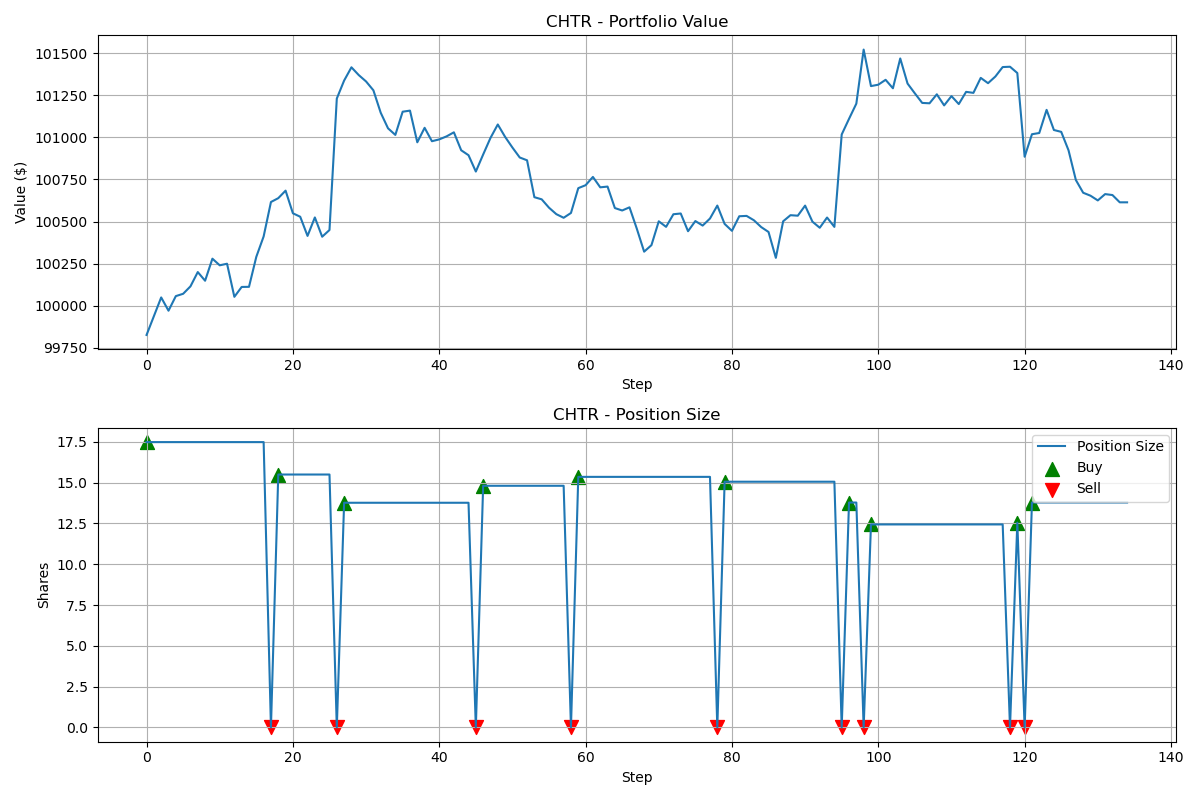 CHTR - Portfolio Value
Value ($)
101500
101250
101000
100750
100500
100250
100000
99750
0 20 40 60 80 100 120 140
Step
CHTR - Position Size
Shares
17.5
15.0
12.5
10.0
7.5
5.0
2.5
0.0
Position Size
Buy
Sell
0 20 40 60 80 100 120 140
Step